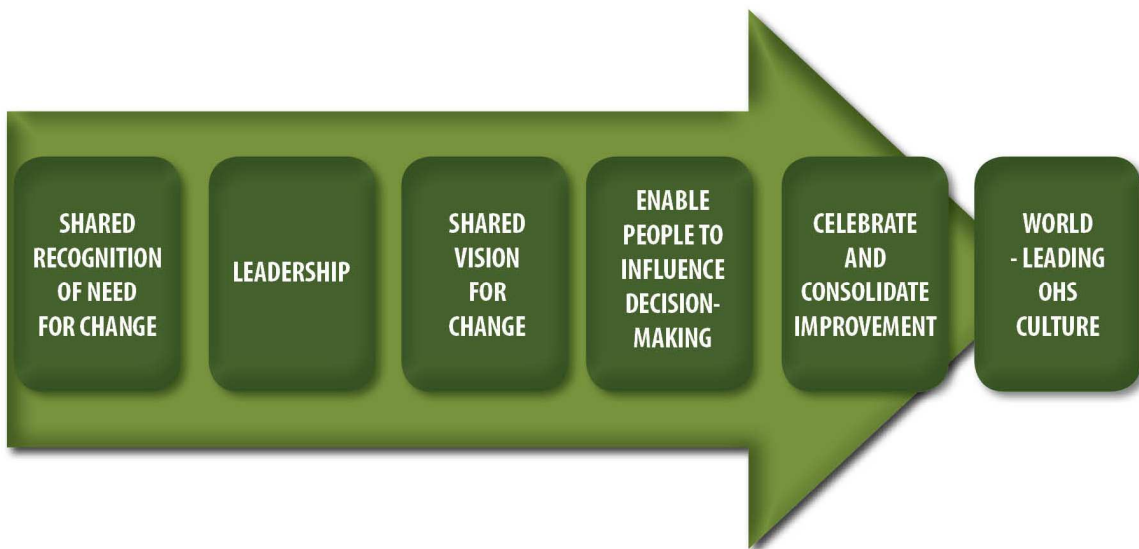 SHARED
RECOGNITION
OF NEED
FOR CHANGE
LEADERSHIP
SHARED
VISION
FOR
CHANGE
ENABLE
PEOPLE TO
INFLUENCE
DECISION-
MAKING
CELEBRATE
AND
CONSOLIDATE
IMPROVEMENT
WORLD
- LEADING
OHS
CULTURE